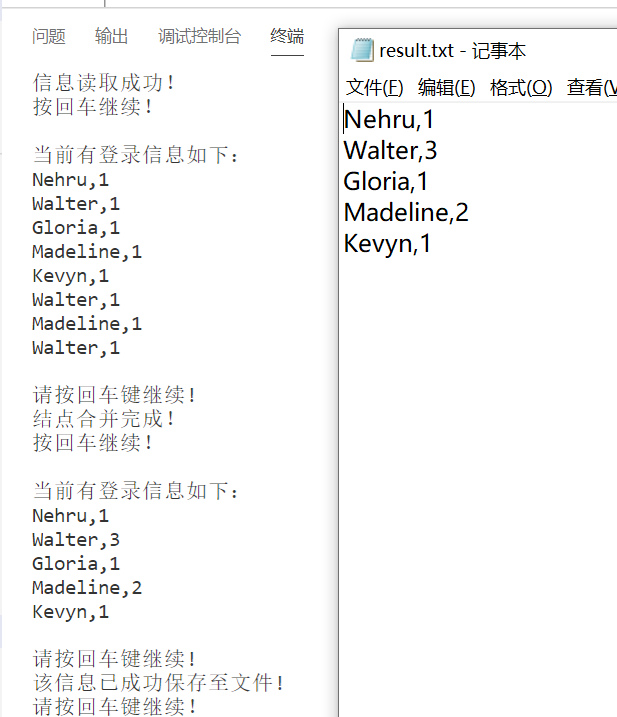 问题 输出 调试控制台 终端
信息读取成功！
按回车继续！
当前有登录信息如下：
Nehru,1
Walter,1
Gloria,1
Madeline,1
Kevyn,1
Walter,1
Madeline,1
Walter,1
请按回车键继续！
结点合并完成！
按回车继续！
当前有登录信息如下：
Nehru,1
Walter,3
Gloria,1
Madeline,2
Kevyn,1
请按回车键继续！
该信息已成功保存至文件！
请按回车键继续！
result.txt - 记事本
文件(F) 编辑(E) 格式(O) 查看(V
Nehru,1
Walter,3
Gloria,1
Madeline,2
Kevyn,1